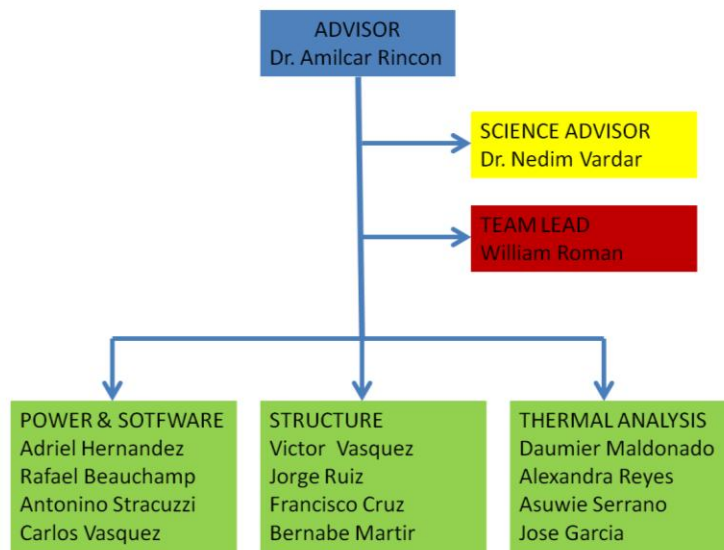 ADVISOR
Dr. Amilcar Rincon
SCIENCE ADVISOR
Dr. Nedim Vardar
TEAM LEAD
William Roman
POWER & SOTFWARE
Adriel Hernandez
Rafael Beauchamp
Antonino Stracuzzi
Carlos Vasquez
STRUCTURE
Victor  Vasquez
Jorge Ruiz
Francisco Cruz
Bernabe Martir
THERMAL ANALYSIS
Daumier Maldonado
Alexandra Reyes
Asuwie Serrano
Jose Garcia